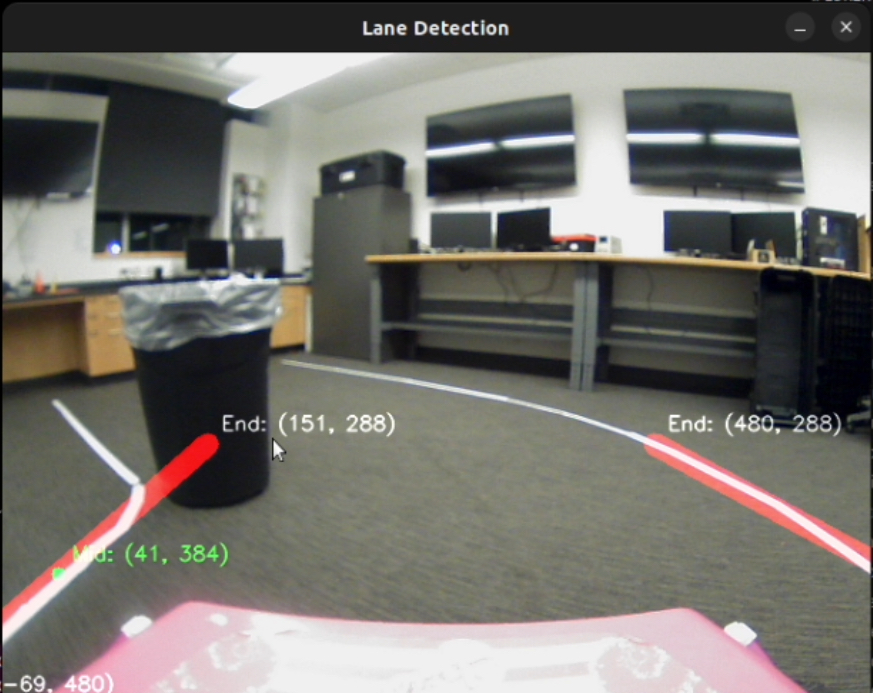 Lane Detection
End: (151, 288)
End: (480, 288)
Mid: (41, 384)
-69, 480)